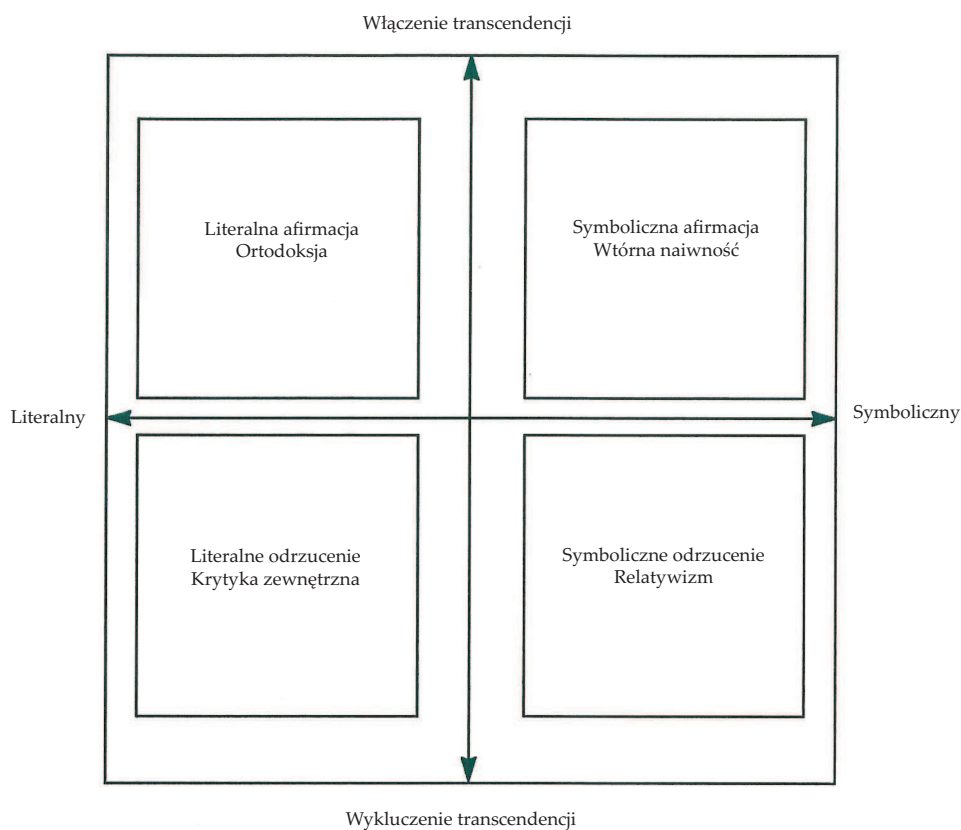 Włączenie transcendencji
Literalna afirmacja
Ortodoksja
Symboliczna afirmacja
Wtórna naiwność
Literalny
Symboliczny
Literalne odrzucenie
Krytyka zewnętrzna
Symboliczne odrzucenie
Relatywizm
Wykluczenie transcendencji